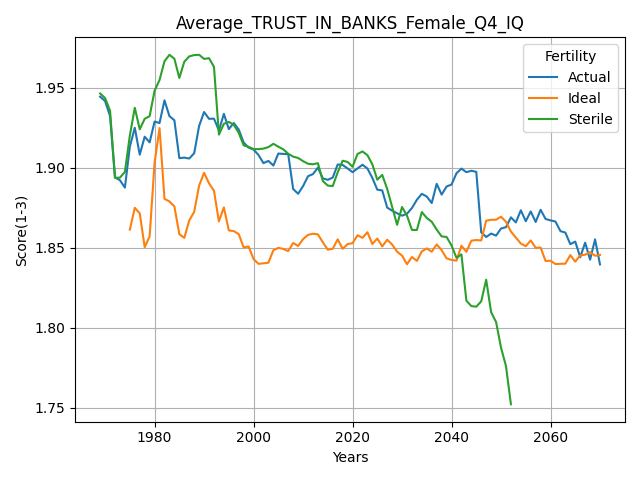 Average_TRUST_IN_BANKS_Female_Q4_IQ
Fertility
Actual
Ideal
Sterile
Score(1-3)
1.95
1.90
1.85
1.80
1.75
1980
2000
2020
2040
2060
Years